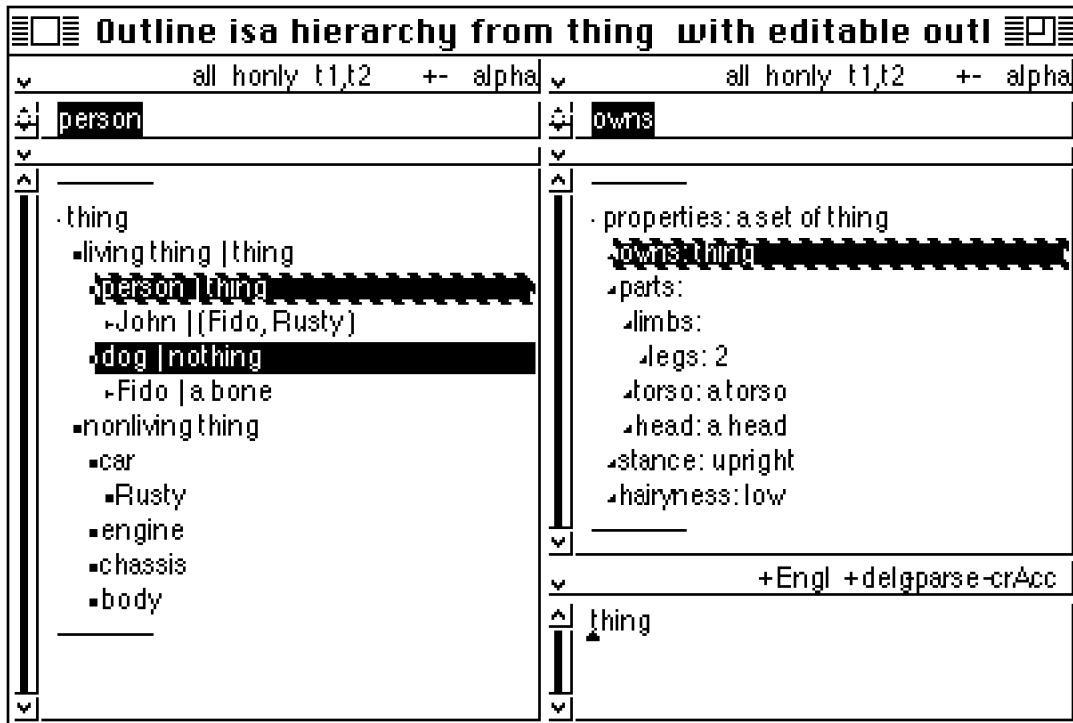 Outline isa hierarchy from thing with editable outl
all honly t1,t2 +- alpha
person
thing
living thing | thing
person | thing
John | (Fido, Rusty)
dog | nothing
Fido | a bone
nonliving thing
car
Rusty
engine
chassis
body
all honly t1,t2 +- alpha
owns
properties: a set of thing
owns: thing
parts:
limbs:
legs: 2
torso: a torso
head: a head
stance: upright
hairyness: low
+Engl +delg-parse-crAcc
thing